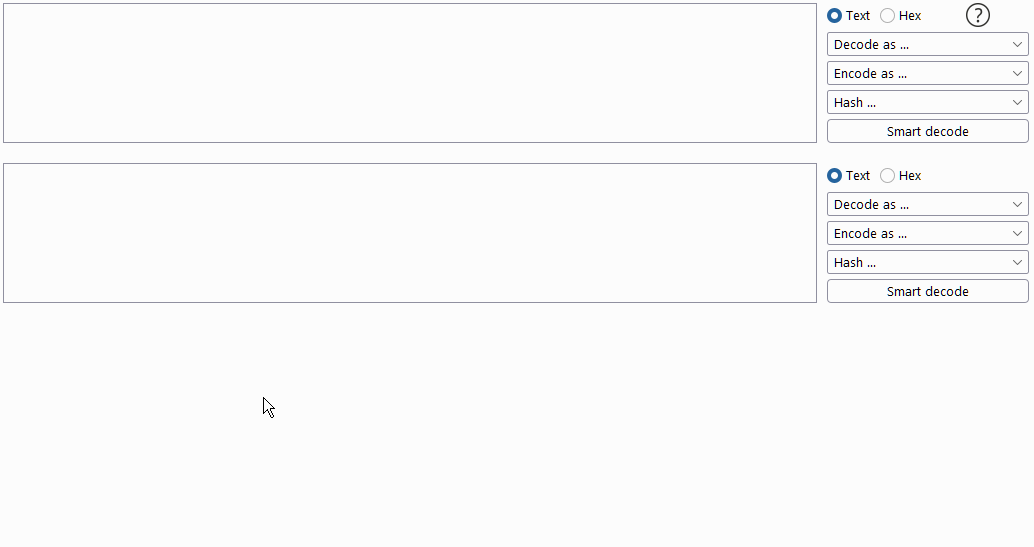 Text Hex ?
Decode as ...
Encode as ...
Hash ...
Smart decode
Text Hex
Decode as ...
Encode as ...
Hash ...
Smart decode